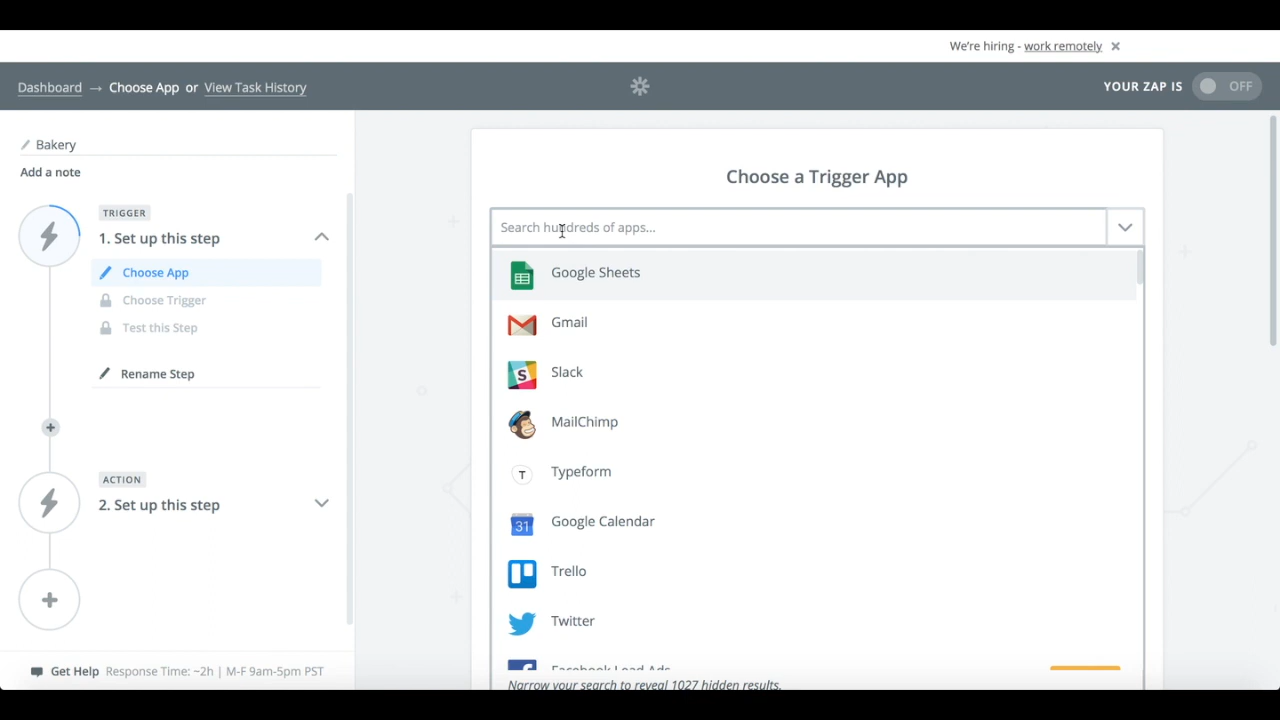 We're hiring - work remotely
Dashboard → Choose App or View Task History
YOUR ZAP IS OFF
Bakery
Add a note
TRIGGER
1. Set up this step
Choose App
Choose Trigger
Test this Step
Rename Step
ACTION
2. Set up this step
Get Help Response Time: ~2h | M-F 9am-5pm PST
Choose a Trigger App
Search hundreds of apps...
Google Sheets
Gmail
S
Slack
MailChimp
T
Typeform
31
Google Calendar
Trello
Twitter
Facebook Lead Ads
Narrow your search to reveal 1027 hidden results.